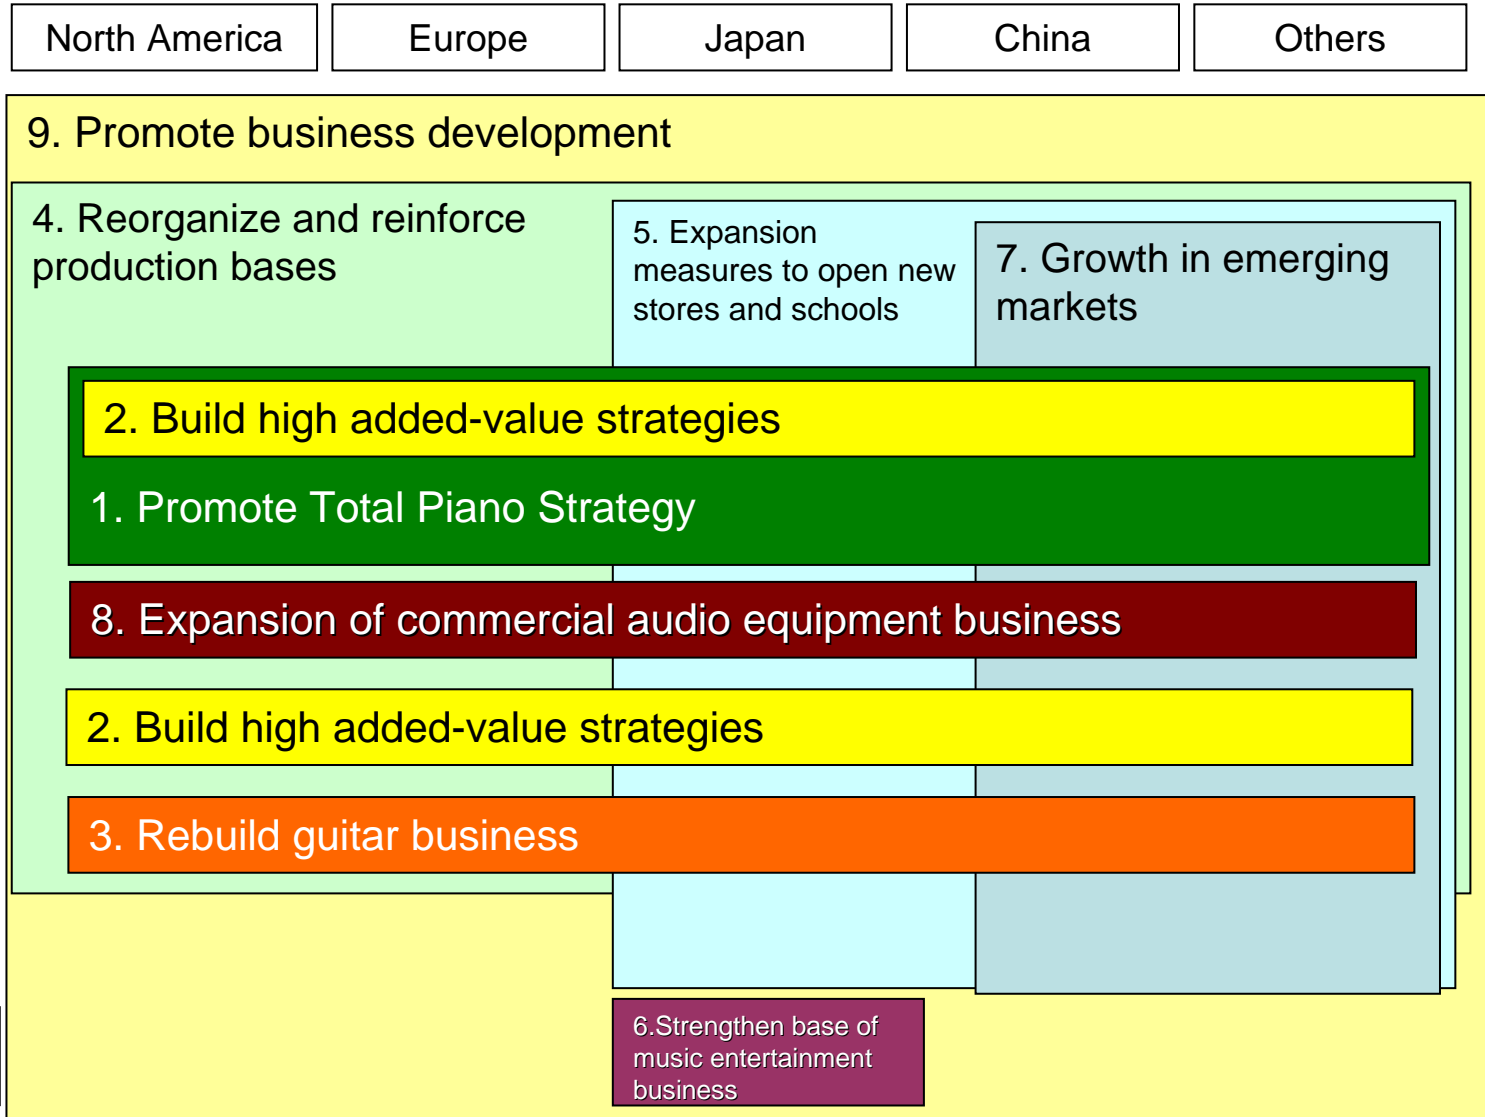 North America
Europe
Japan
China
Others
9. Promote business development
4. Reorganize and reinforce
production bases
5. Expansion
measures to open new
stores and schools
7. Growth in emerging
markets
2. Build high added-value strategies
1. Promote Total Piano Strategy
8. Expansion of commercial audio equipment business
2. Build high added-value strategies
3. Rebuild guitar business
6.Strengthen base of
music entertainment
business